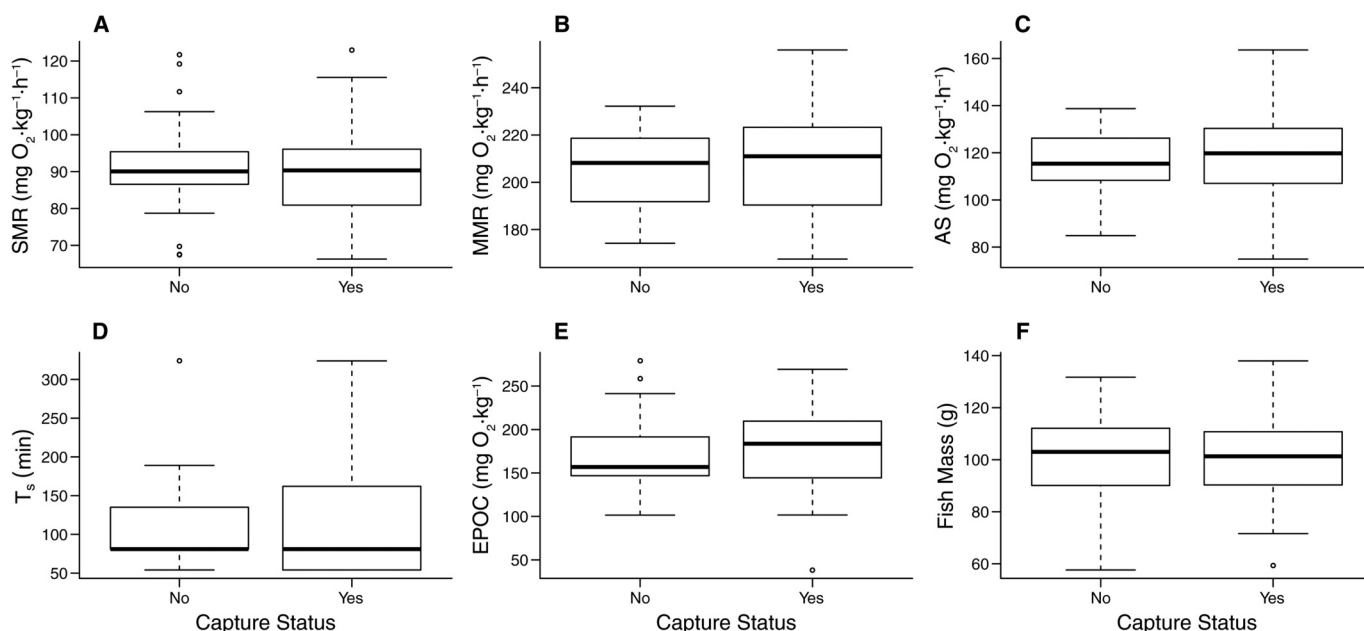 A
SMR (mg O₂·kg⁻¹·h⁻¹)
120
110
100
90
80
70
No
Yes
B
MMR (mg O₂·kg⁻¹·h⁻¹)
240
220
200
180
No
Yes
C
AS (mg O₂·kg⁻¹·h⁻¹)
160
140
120
100
80
No
Yes
D
Tₛ (min)
300
250
200
150
100
50
No
Yes
Capture Status
E
EPOC (mg O₂·kg⁻¹)
250
200
150
100
50
No
Yes
Capture Status
F
Fish Mass (g)
140
120
100
80
60
No
Yes
Capture Status